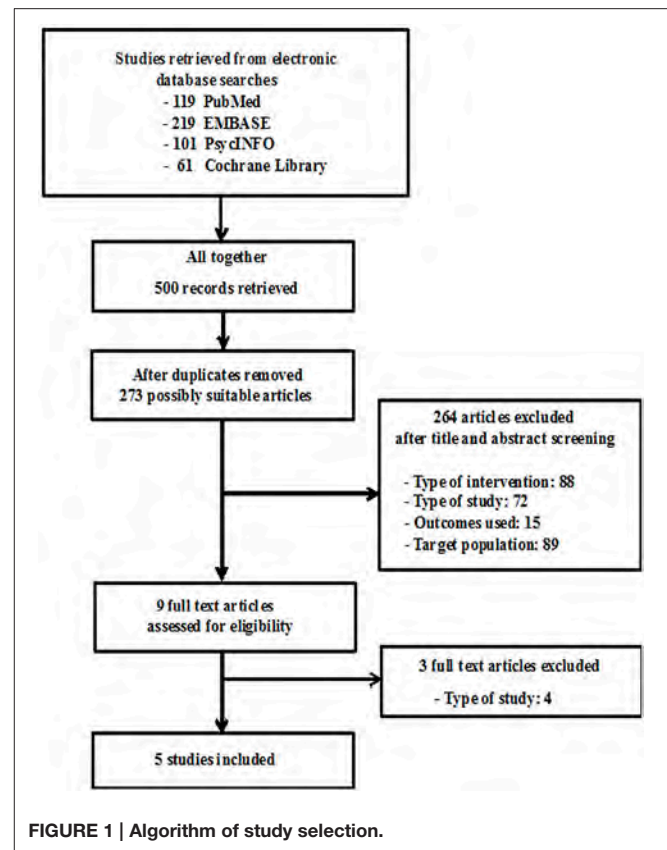 Studies retrieved from electronic
database searches
- 119 PubMed
- 219 EMBASE
- 101 PsycINFO
- 61 Cochrane Library
All together
500 records retrieved
After duplicates removed
273 possibly suitable articles
264 articles excluded
after title and abstract screening
- Type of intervention: 88
- Type of study: 72
- Outcomes used: 15
- Target population: 89
9 full text articles
assessed for eligibility
3 full text articles excluded
- Type of study: 4
5 studies included
FIGURE 1 | Algorithm of study selection.